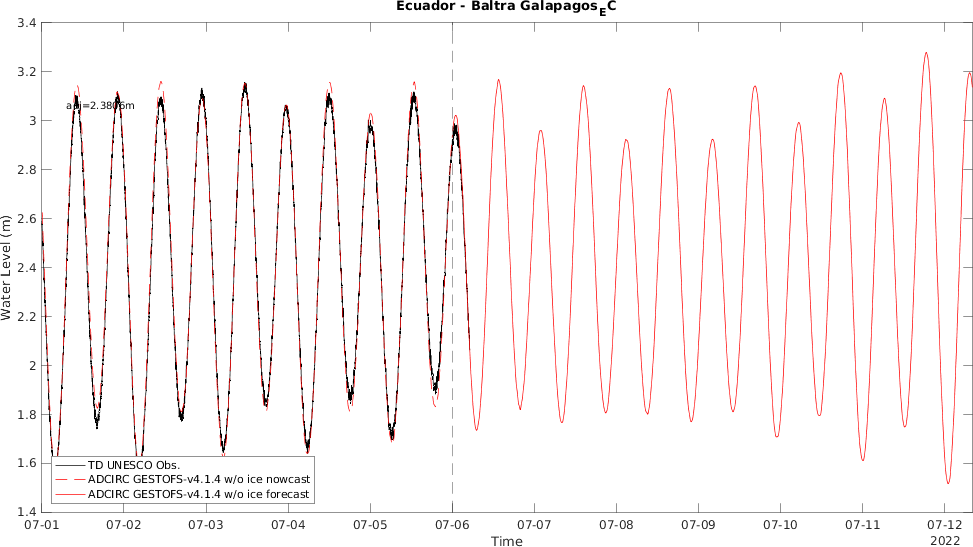 Ecuador - Baltra Galapagos_EC
3.4
3.2
3
2.8
2.6
2.4
2.2
2
1.8
1.6
1.4
Water Level (m)
TD UNESCO Obs.
ADCIRC GESTOFS-v4.1.4 w/o ice nowcast
ADCIRC GESTOFS-v4.1.4 w/o ice forecast
07-01 07-02 07-03 07-04 07-05 07-06 07-07 07-08 07-09 07-10 07-11 07-12
Time
2022